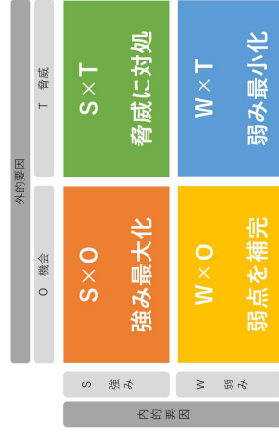 外的要因
O 機会
T 脅威
内的要因
S 強み
S×O
強み最大化
S×T
脅威に対処
W 弱み
W×O
弱点を補完
W×T
弱み最小化